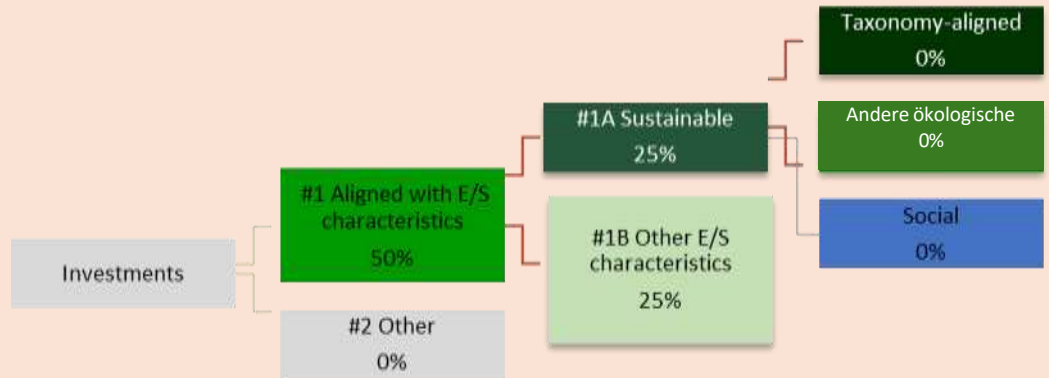 Investments
#1 Aligned with E/S
characteristics
50%
#2 Other
0%
#1A Sustainable
25%
#1B Other E/S
characteristics
25%
Taxonomy-aligned
0%
Andere ökologische
0%
Social
0%